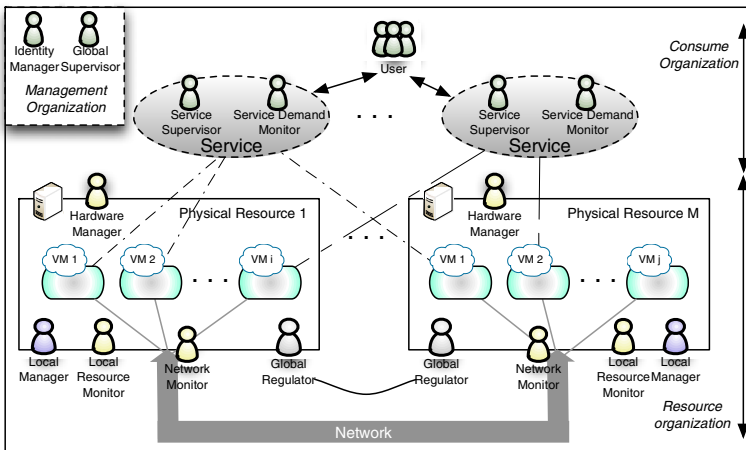 Identity
Manager
Global
Supervisor
Management
Organization
User
Consume
Organization
Service
Supervisor
Service Demand
Monitor
Service
. . .
Service
Supervisor
Service Demand
Monitor
Service
Hardware
Manager
Physical Resource 1
VM 1
VM 2
. . .
VM i
. . .
Hardware
Manager
Physical Resource M
VM 1
VM 2
. . .
VM j
Local
Manager
Local
Resource
Monitor
Network
Monitor
Global
Regulator
Global
Regulator
Network
Monitor
Local
Resource
Monitor
Local
Manager
Resource
organization
Network